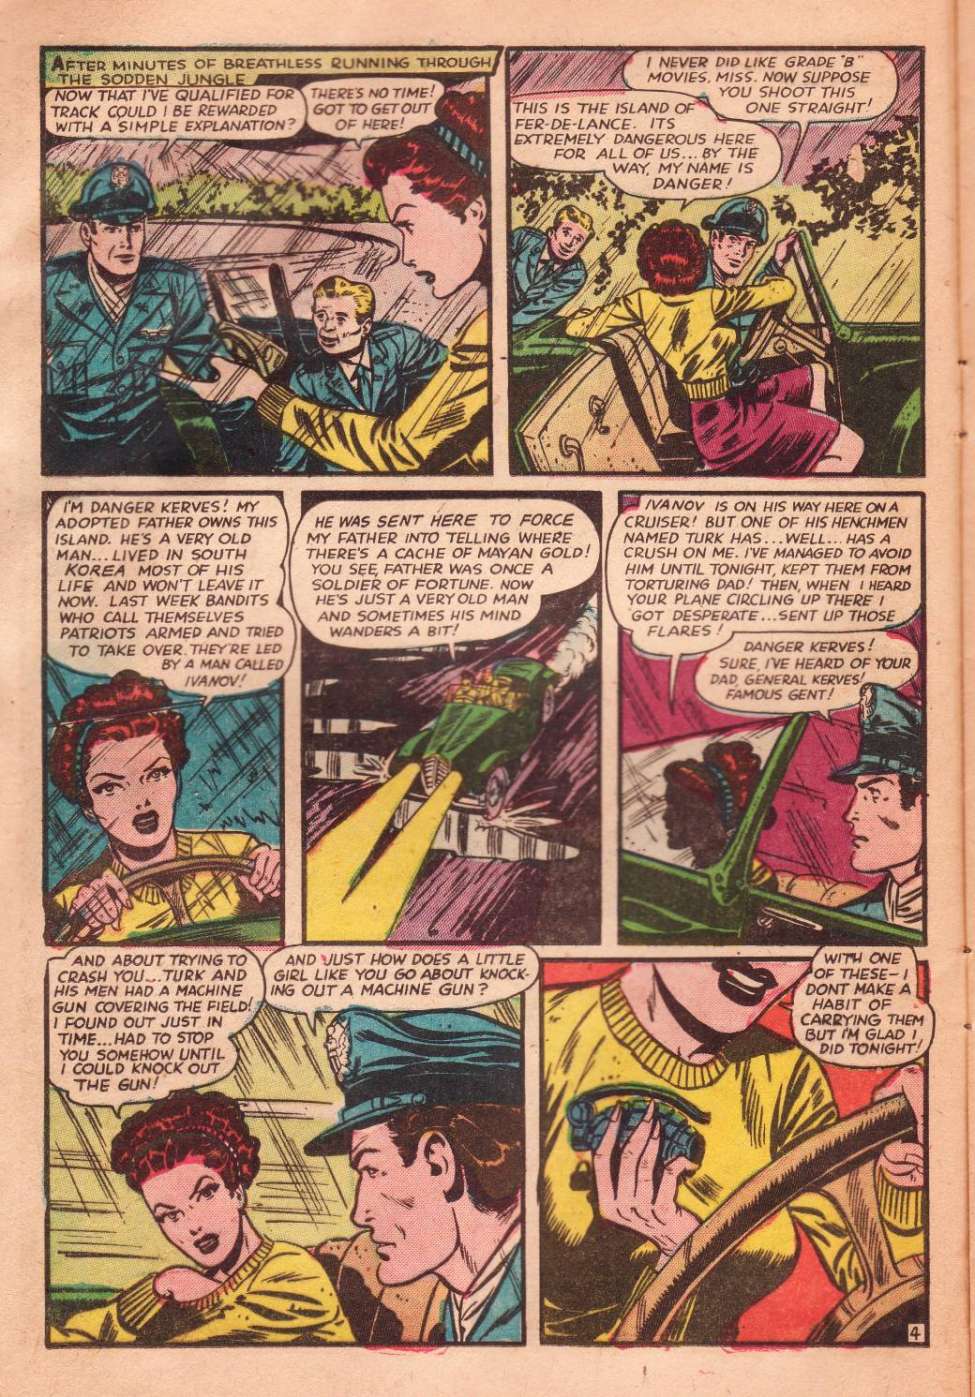 AFTER MINUTES OF BREATHLESS RUNNING THROUGH
THE SODDEN JUNGLE
NOW THAT I'VE QUALIFIED FOR
TRACK COULD I BE REWARDED
WITH A SIMPLE EXPLANATION?
THERE'S NO TIME!
GOT TO GET OUT
OF HERE!
I NEVER DID LIKE GRADE "B"
MOVIES, MISS. NOW SUPPOSE
YOU SHOOT THIS
ONE STRAIGHT!
THIS IS THE ISLAND OF
FER-DE-LANCE. ITS
EXTREMELY DANGEROUS HERE
FOR ALL OF US... BY THE
WAY, MY NAME IS
DANGER!
I'M DANGER KERVES! MY
ADOPTED FATHER OWNS THIS
ISLAND. HE'S A VERY OLD
MAN... LIVED IN SOUTH
KOREA MOST OF HIS
LIFE AND WON'T LEAVE IT
NOW. LAST WEEK BANDITS
WHO CALL THEMSELVES
PATRIOTS ARMED AND TRIED
TO TAKE OVER. THEY'RE LED
BY A MAN CALLED
IVANOV!
HE WAS SENT HERE TO FORCE
MY FATHER INTO TELLING WHERE
THERE'S A CACHE OF MAYAN GOLD!
YOU SEE, FATHER WAS ONCE A
SOLDIER OF FORTUNE. NOW
HE'S JUST A VERY OLD MAN
AND SOMETIMES HIS MIND
WANDERS A BIT!
IVANOV IS ON HIS WAY HERE ON A
CRUISER! BUT ONE OF HIS HENCHMEN
NAMED TURK HAS... WELL... HAS A
CRUSH ON ME. I'VE MANAGED TO AVOID
HIM UNTIL TONIGHT, KEPT THEM FROM
TORTURING DAD! THEN, WHEN I HEARD
YOUR PLANE CIRCLING UP THERE I
GOT DESPERATE... SENT UP THOSE
FLARES!
DANGER KERVES!
SURE, I'VE HEARD OF YOUR
DAD, GENERAL KERVES!
FAMOUS GENT!
AND ABOUT TRYING TO
CRASH YOU... TURK AND
HIS MEN HAD A MACHINE
GUN COVERING THE FIELD!
I FOUND OUT JUST IN
TIME... HAD TO STOP
YOU SOMEHOW UNTIL
I COULD KNOCK OUT
THE GUN!
AND JUST HOW DOES A LITTLE
GIRL LIKE YOU GO ABOUT KNOCK-
ING OUT A MACHINE GUN?
WITH ONE
OF THESE— I
DONT MAKE A
HABIT OF
CARRYING THEM
BUT I'M GLAD I
DID TONIGHT!
4